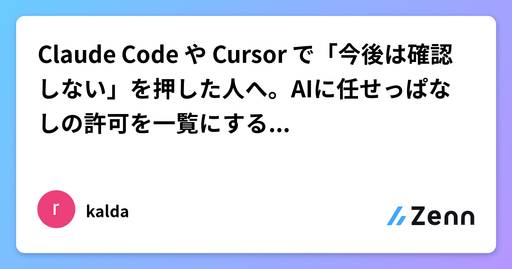 Claude Code や Cursor で「今後は確認
しない」を押した人へ。AIに任せっぱな
しの許可を一覧にする...
r
kalda
Zenn